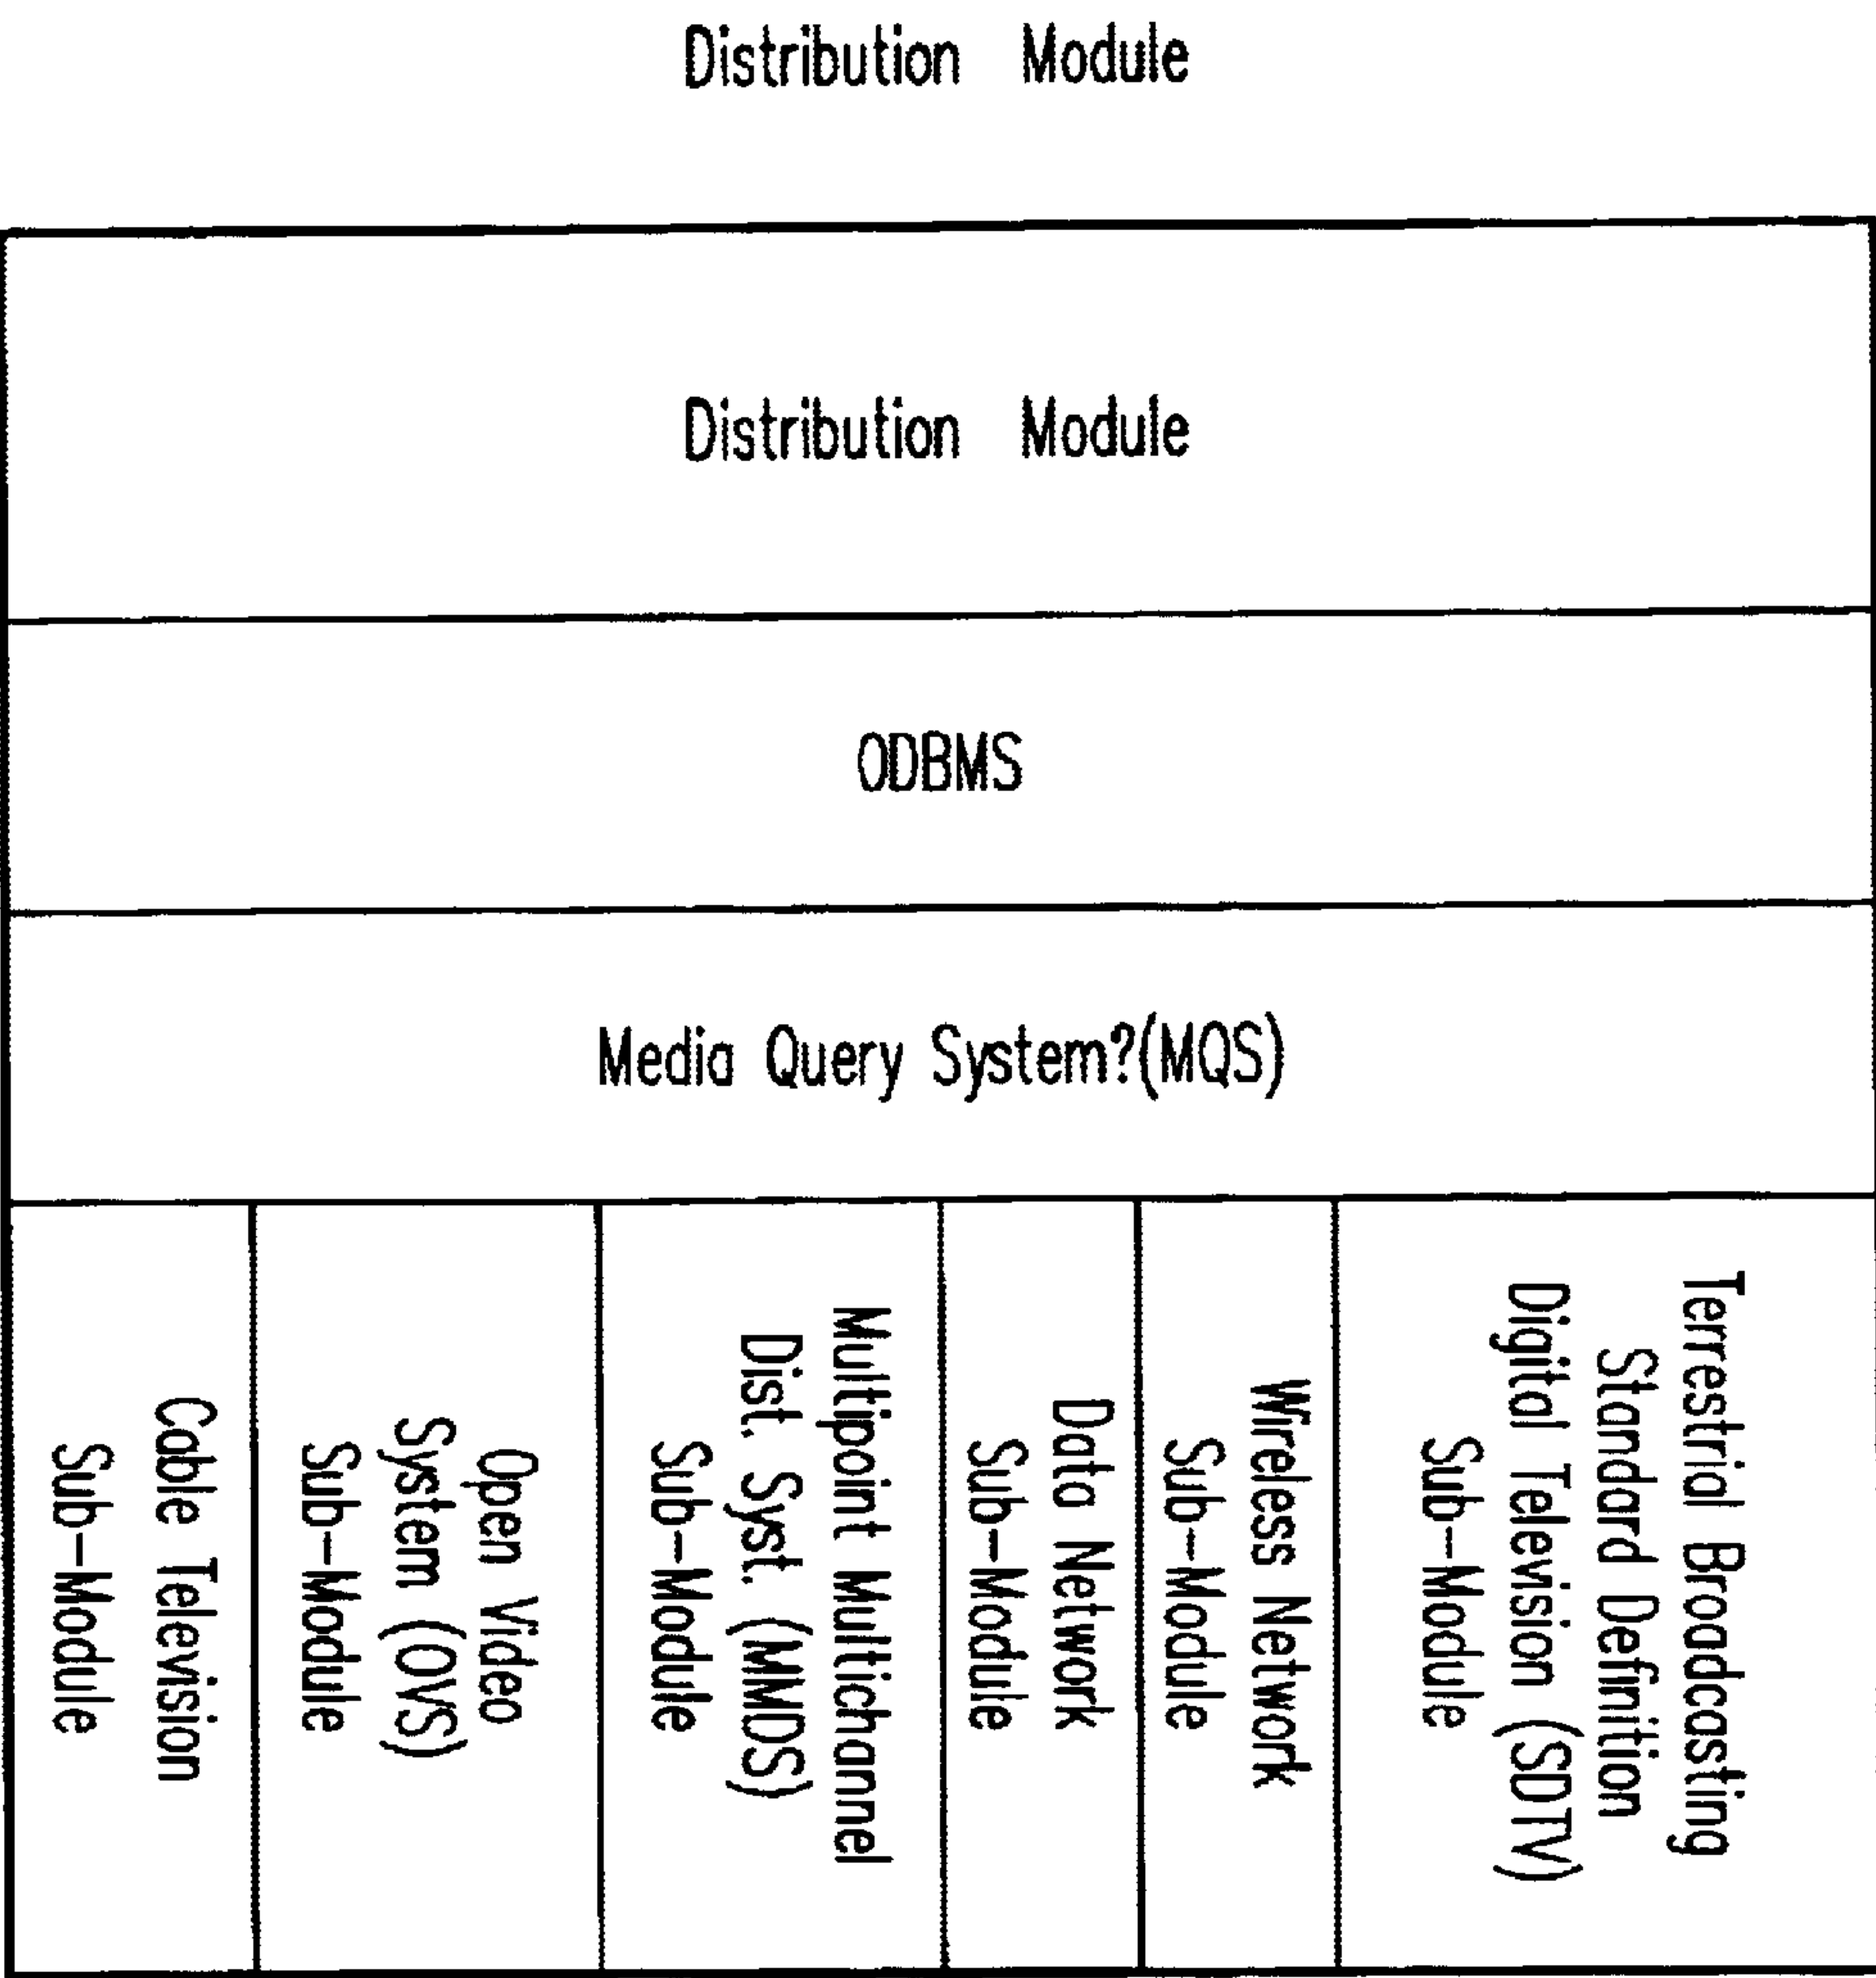 Distribution Module
Distribution Module
ODBMS
Media Query System?(MQS)
Cable Television
Sub-Module
Open Video
System (OVS)
Sub-Module
Multipoint Multichannel
Dist. Syst. (MMDS)
Sub-Module
Data Network
Sub-Module
Wireless Network
Sub-Module
Terrestrial Broadcasting
Standard Definition
Digital Television (SDTV)
Sub-Module